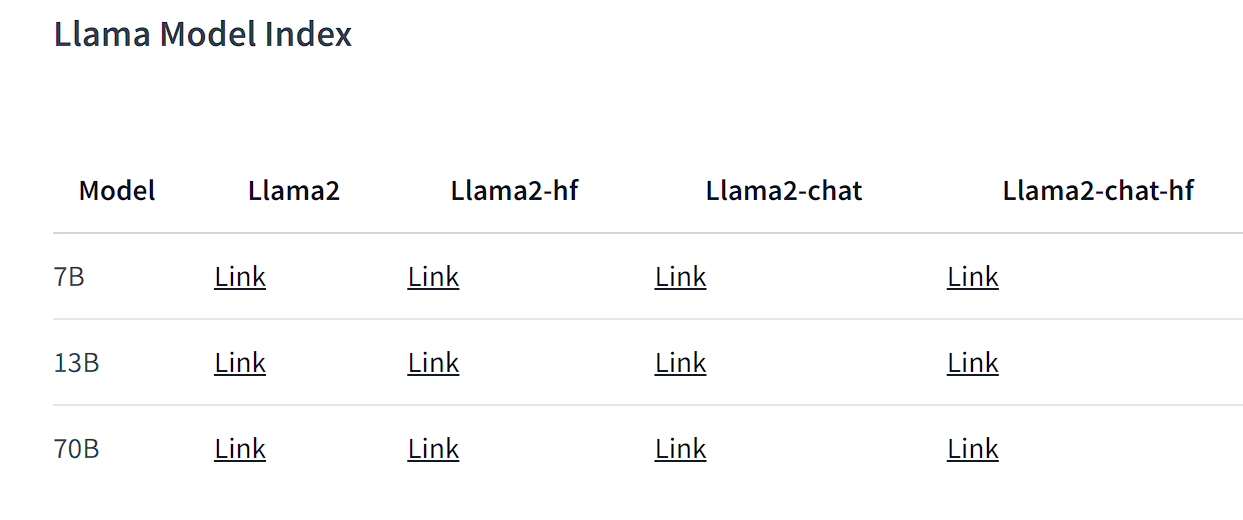 Llama Model Index
Model Llama2 Llama2-hf Llama2-chat Llama2-chat-hf
7B Link Link Link Link
13B Link Link Link Link
70B Link Link Link Link